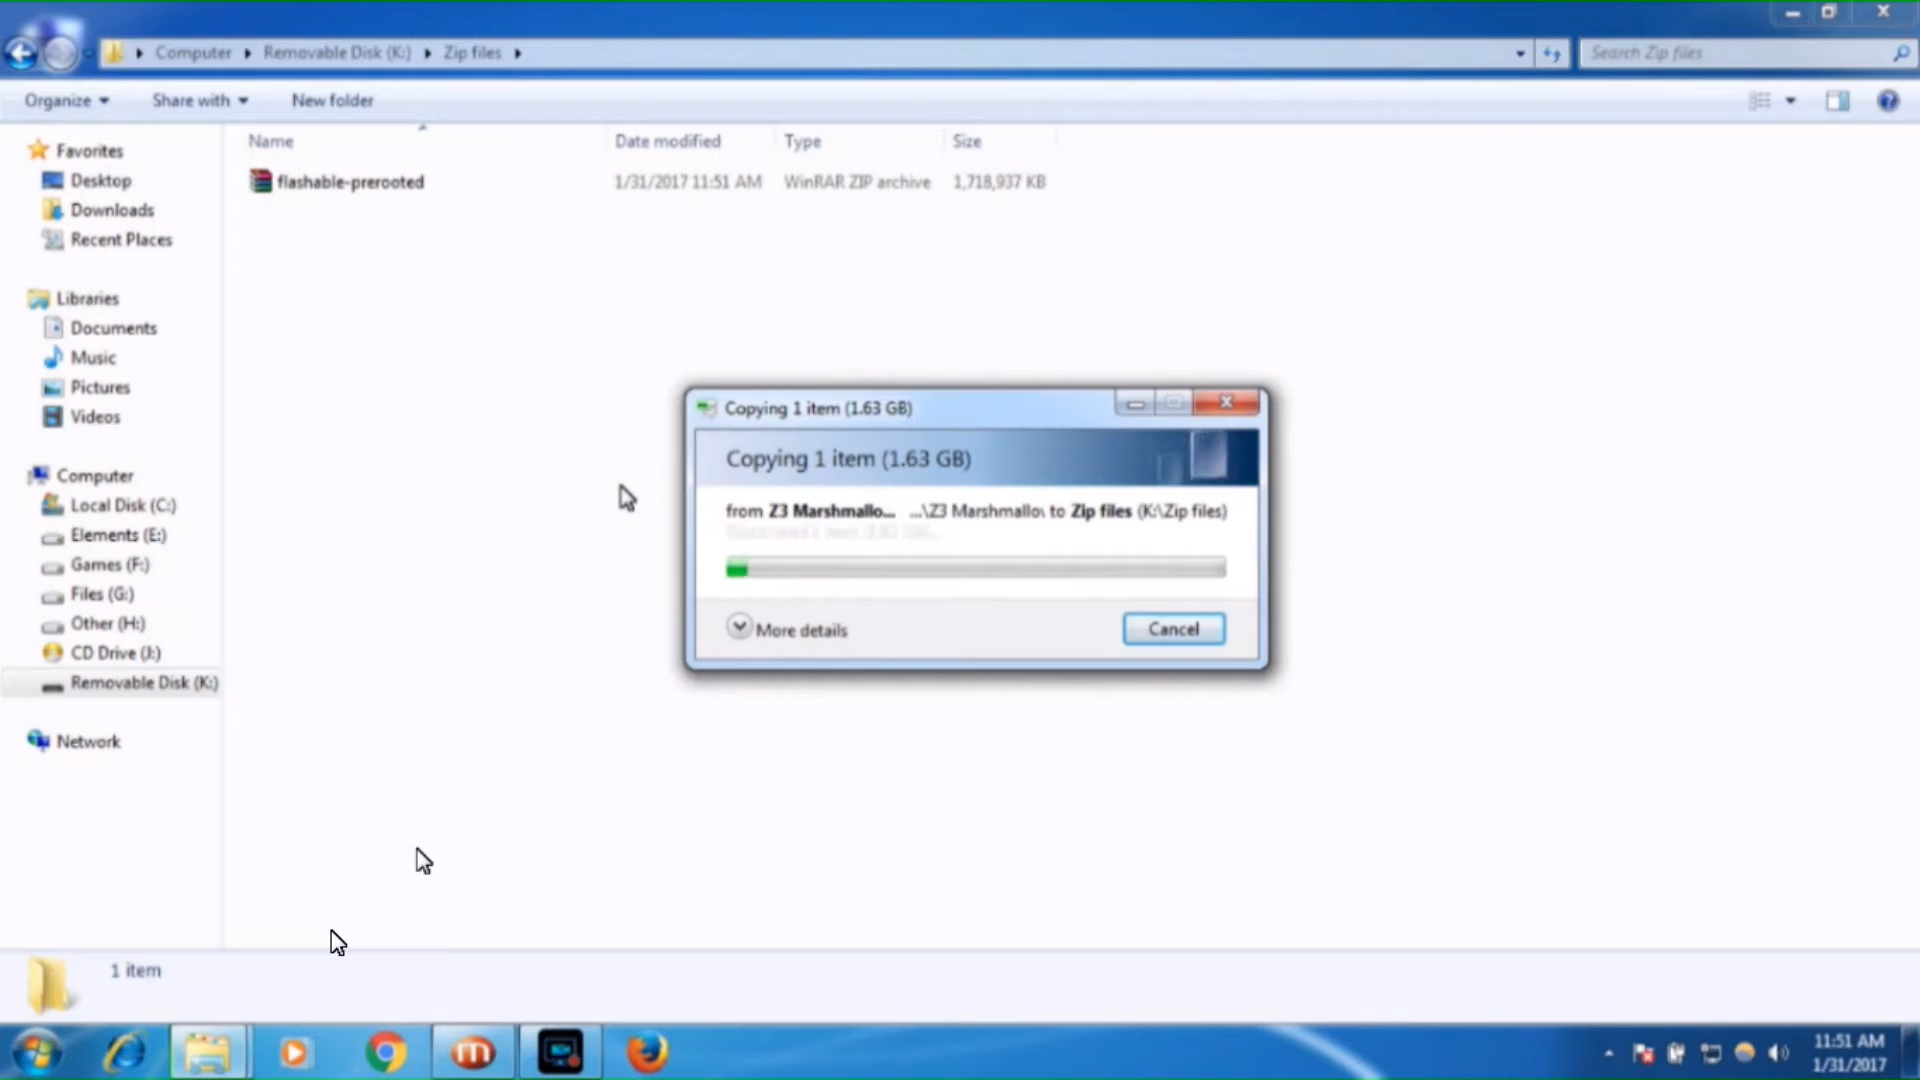 Computer Removable Disk (K:) Zip files
Search Zip files
Organize Share with New folder
Name Date modified Type Size
flashable-prerooted 1/31/2017 11:51 AM WinRAR ZIP archive 1,718,937 KB
Favorites
Desktop
Downloads
Recent Places
Libraries
Documents
Music
Pictures
Videos
Computer
Local Disk (C:)
Elements (E:)
Games (F:)
Files (G:)
Other (H:)
CD Drive (J:)
Removable Disk (K:)
Network
Copying 1 item (1.63 GB)
Copying 1 item (1.63 GB)
from Z3 Marshmallo... ...\Z3 Marshmallo to Zip files (K:\Zip files)
More details
Cancel
1 item
11:51 AM
1/31/2017